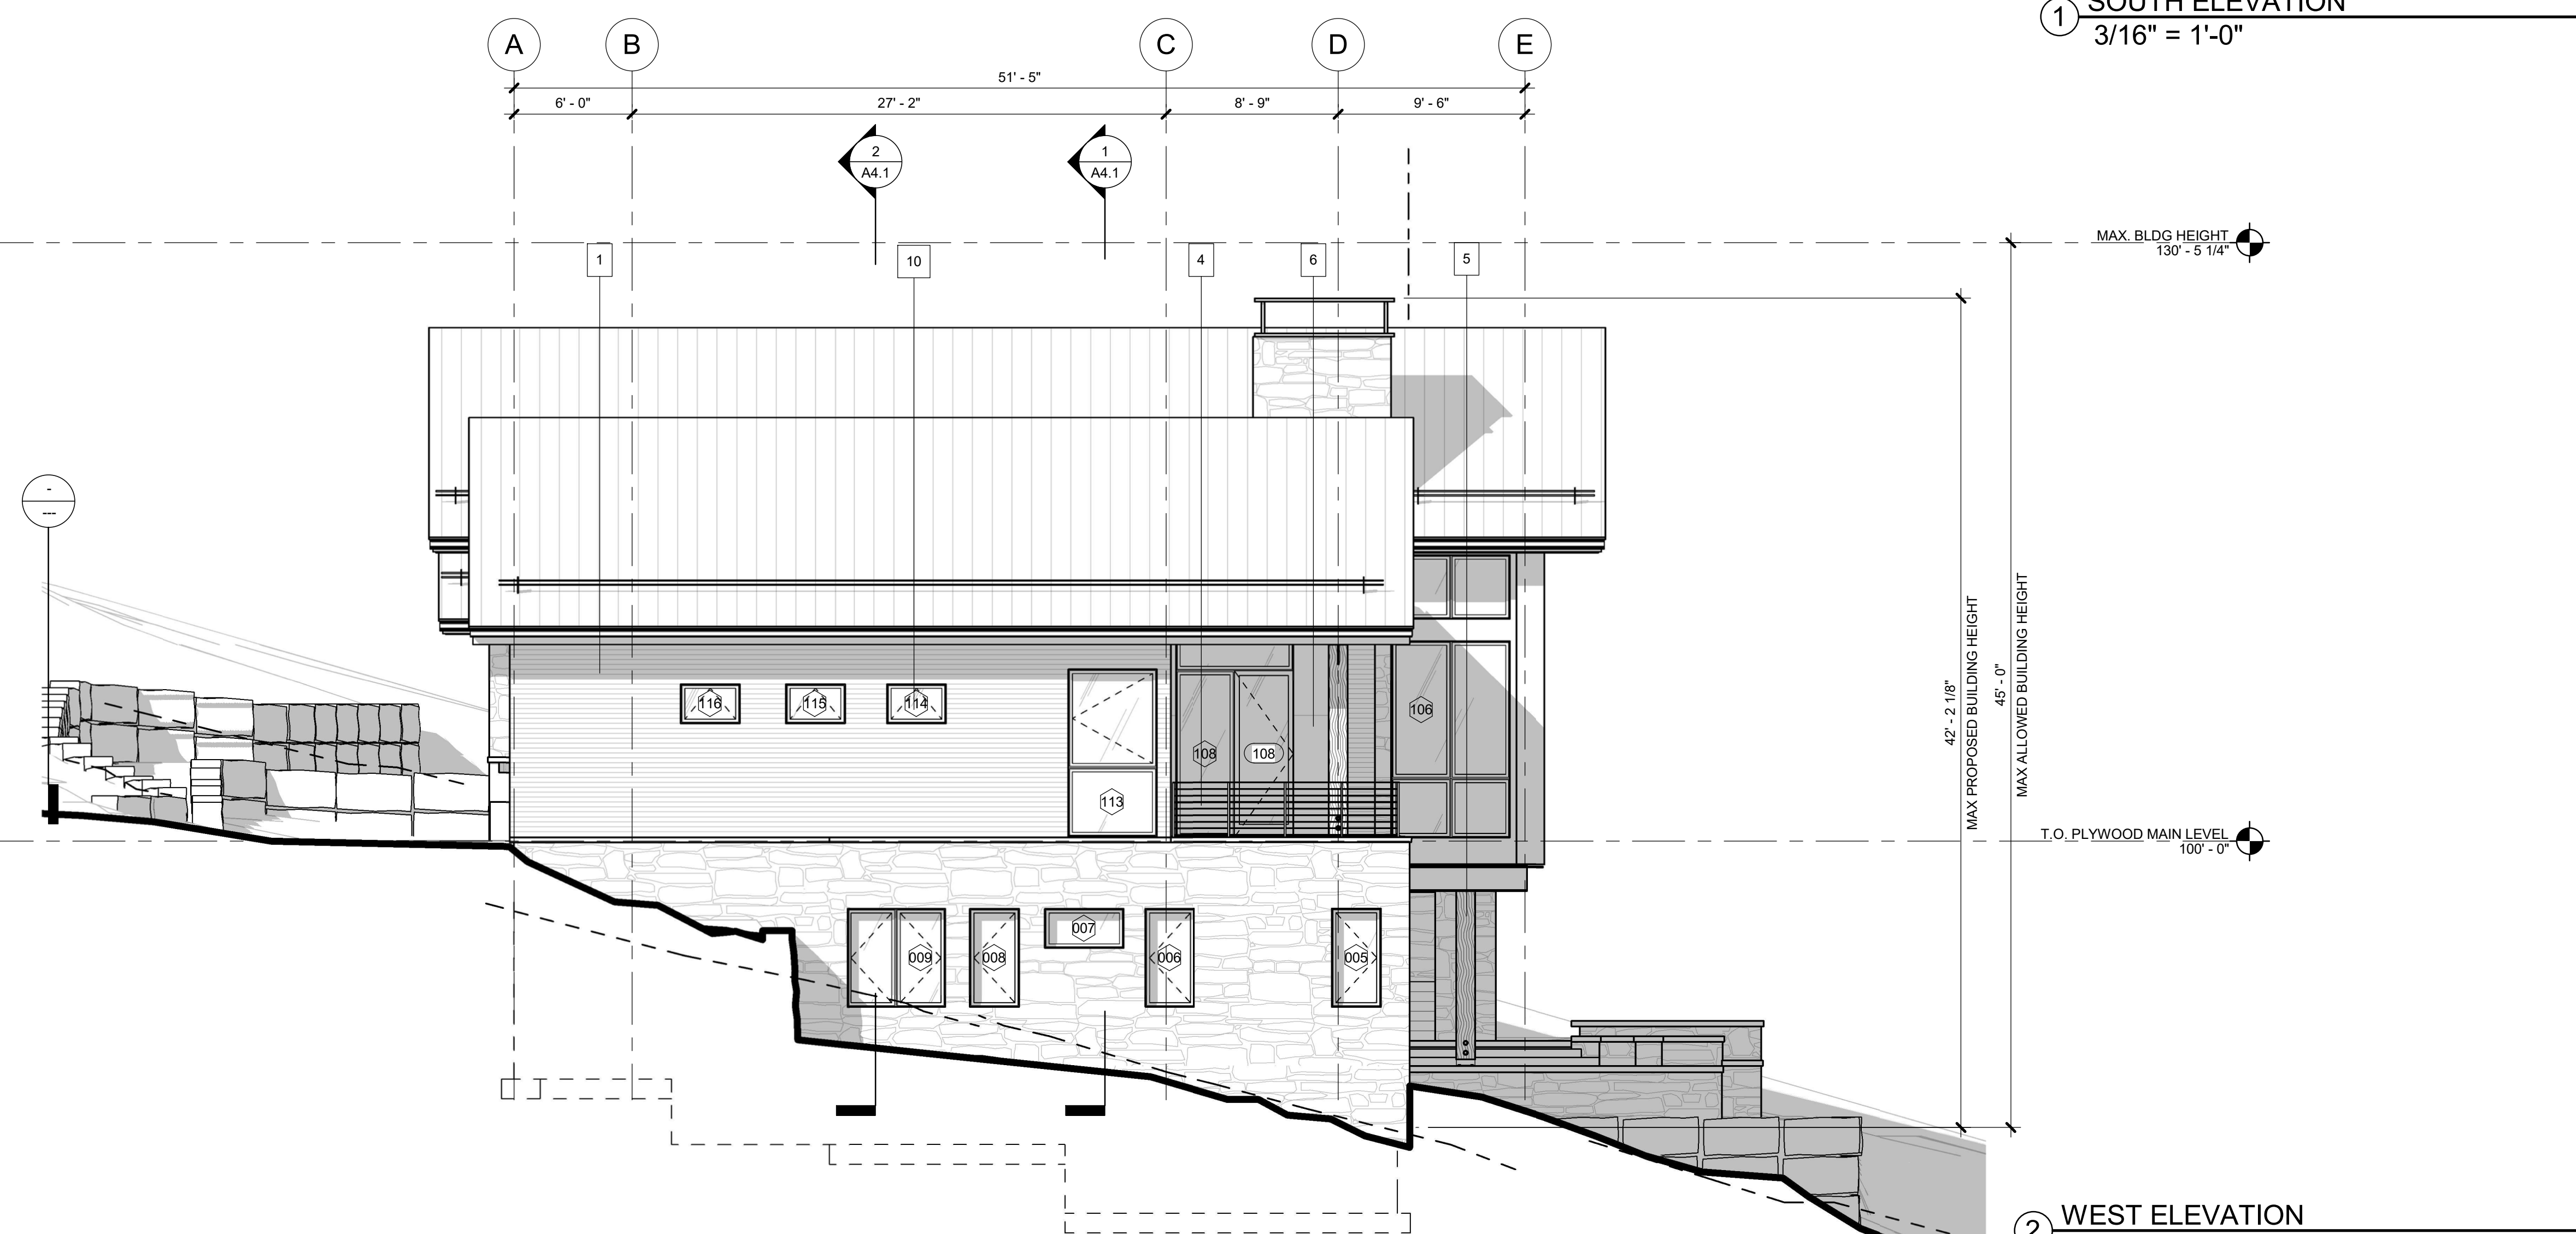 1 SOUTH ELEVATION
3/16" = 1'-0"
A B C D E
51' - 5"
6' - 0" 27' - 2" 8' - 9" 9' - 6"
2
A4.1
1
A4.1
MAX. BLDG HEIGHT
130' - 5 1/4"
1 10 4 6 5
-
---
116 115 114 106
108 108
113
42' - 2 1/8"
MAX PROPOSED BUILDING HEIGHT
45' - 0"
MAX ALLOWED BUILDING HEIGHT
T.O. PLYWOOD MAIN LEVEL
100' - 0"
007
009 008 006 005
2 WEST ELEVATION